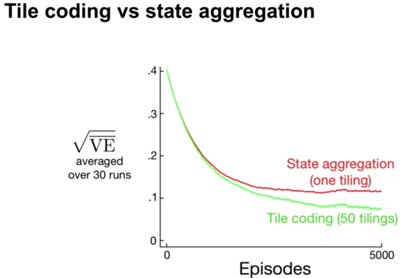 Tile coding vs state aggregation
.4
.3
√VE
averaged
over 30 runs
.2
State aggregation
(one tiling)
.1
Tile coding (50 tilings)
0
0
5000
Episodes